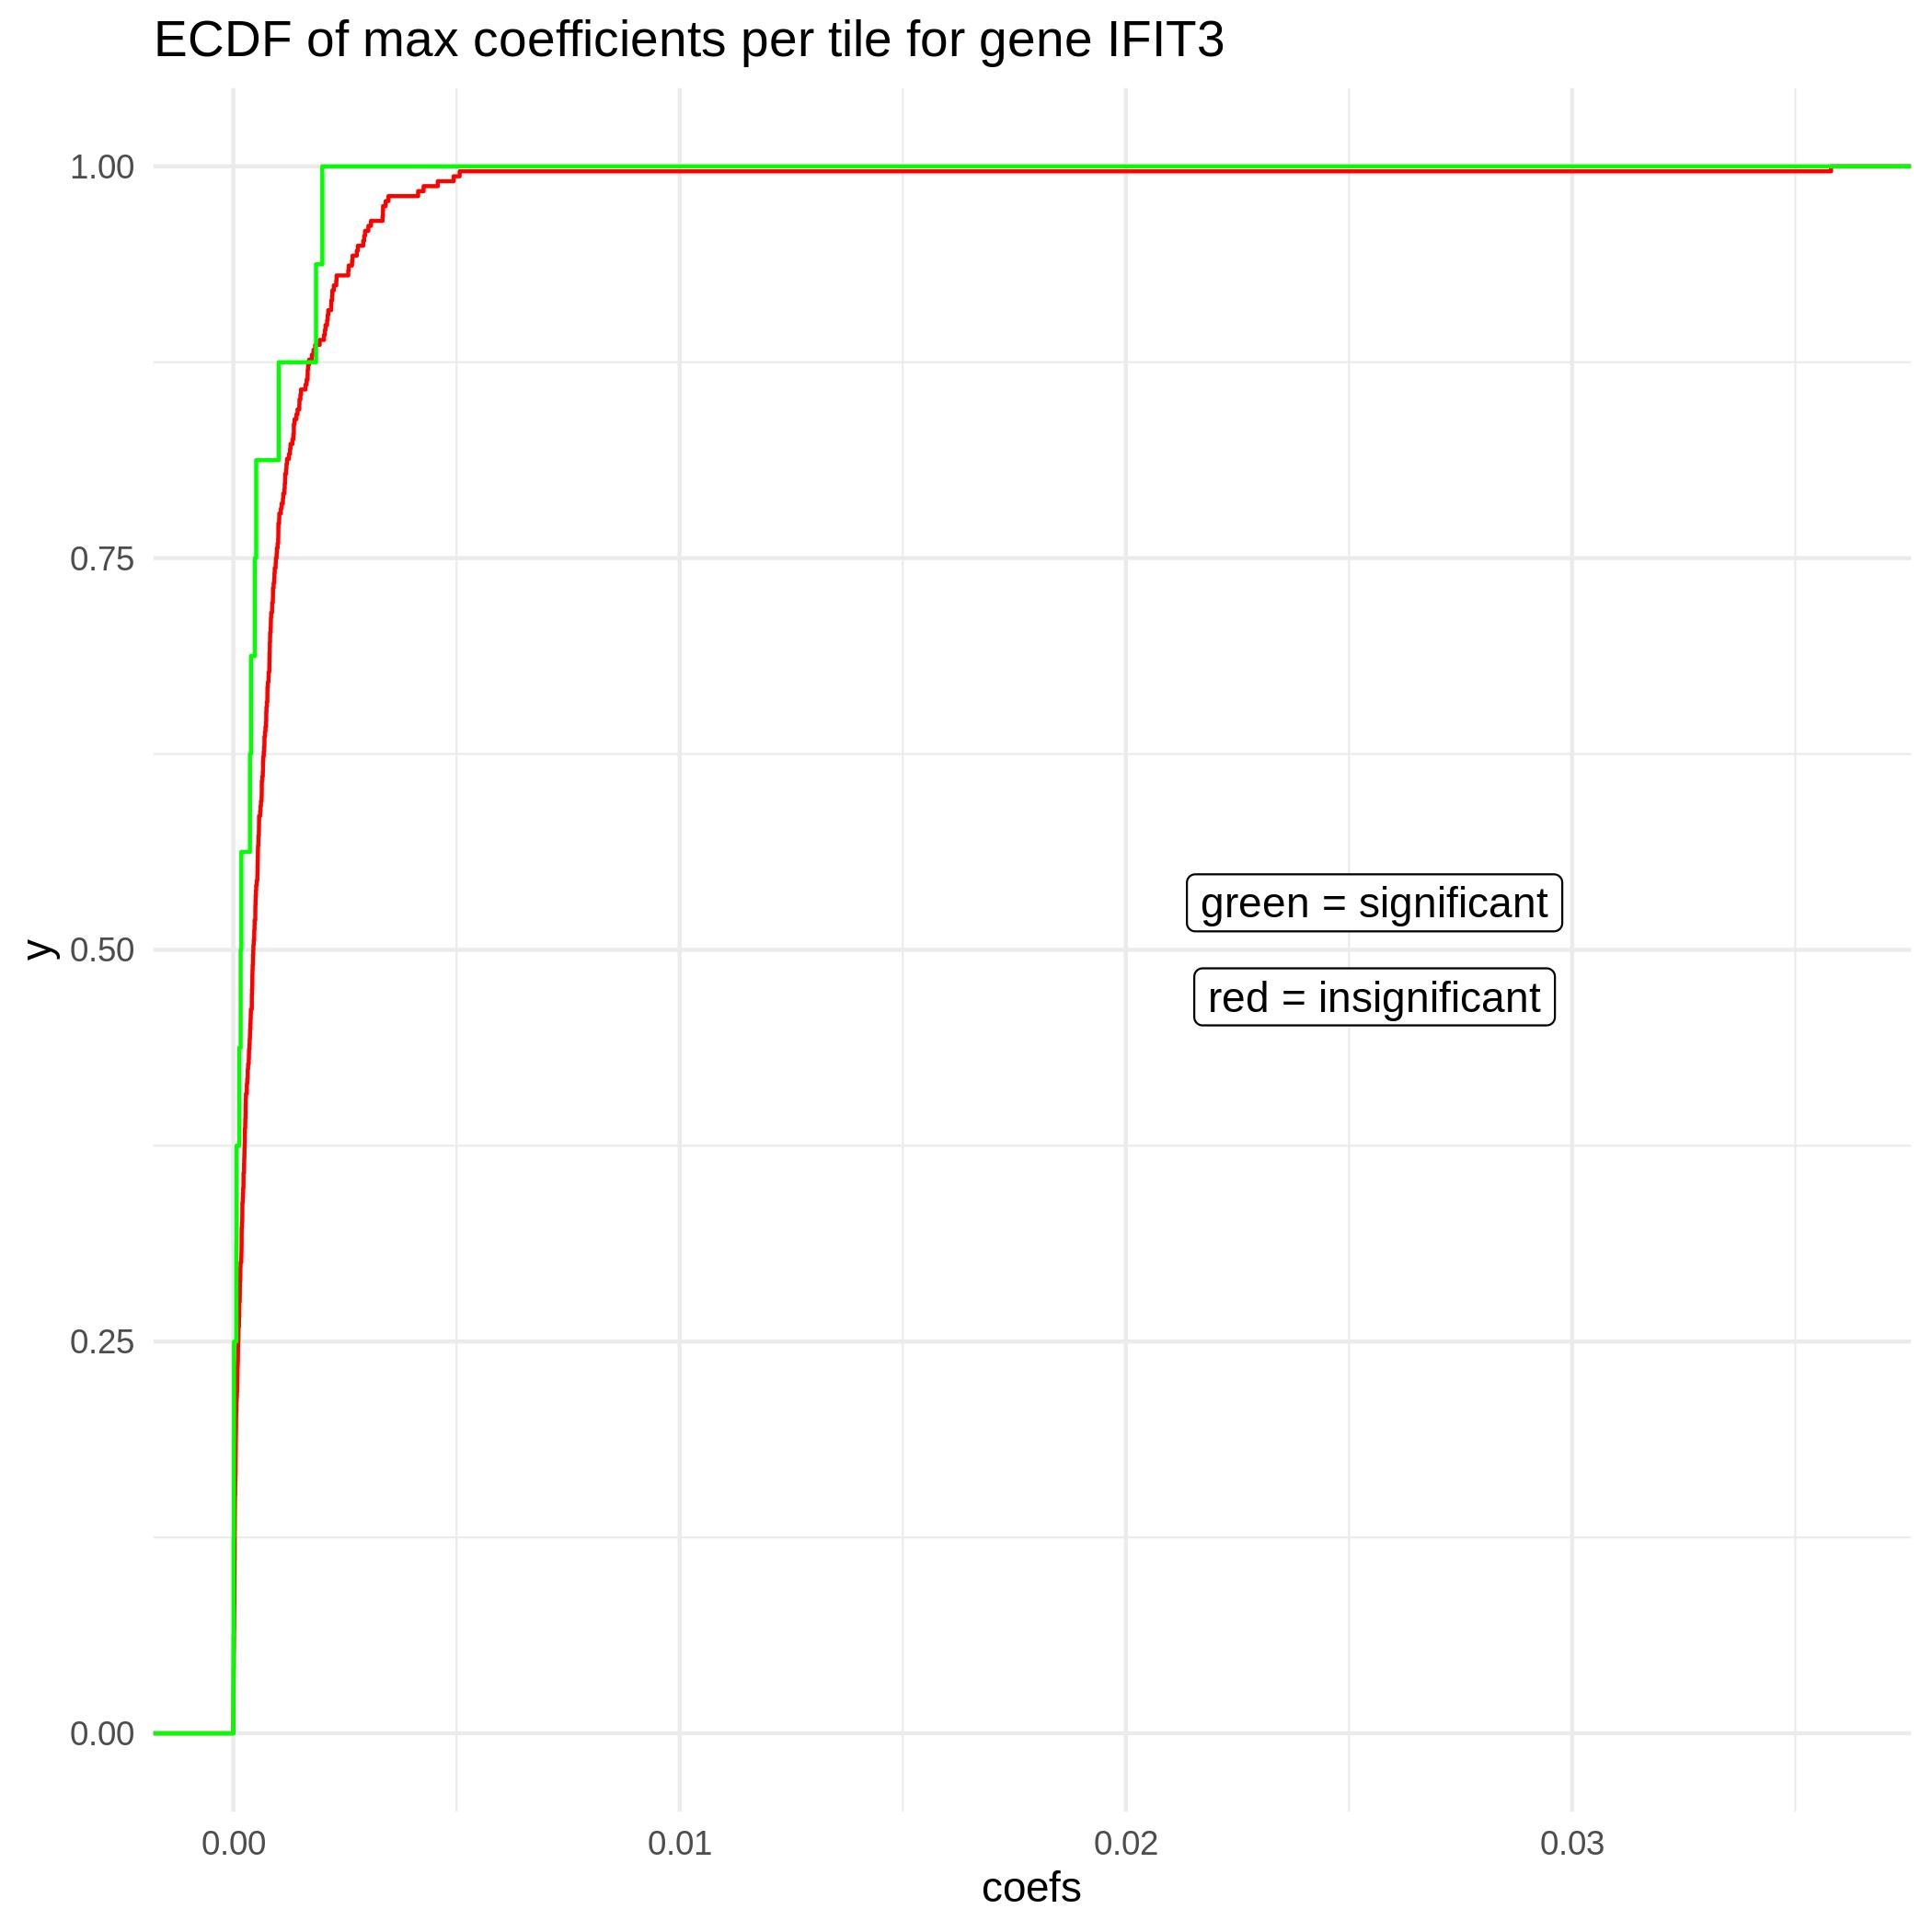 ECDF of max coefficients per tile for gene IFIT3
1.00
0.75
0.50
0.25
0.00
y
green = significant
red = insignificant
0.00 0.01 0.02 0.03
coefs